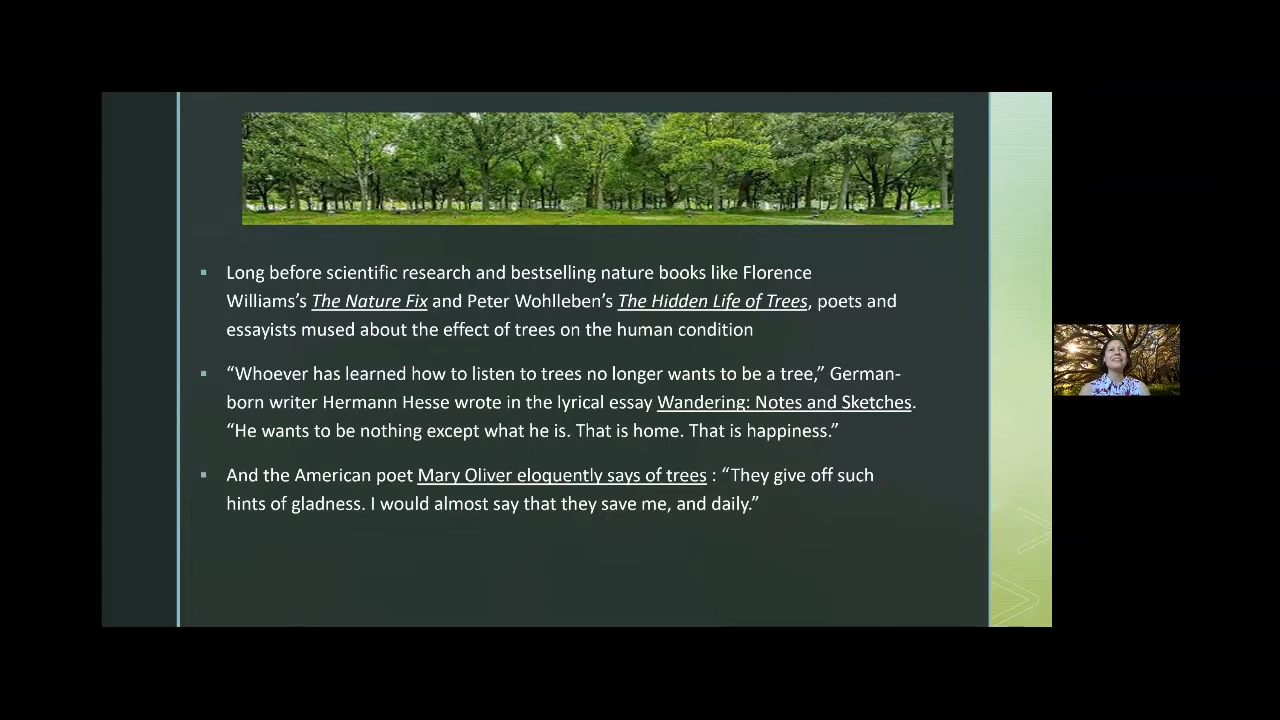 Long before scientific research and bestselling nature books like Florence
Williams’s The Nature Fix and Peter Wohlleben’s The Hidden Life of Trees, poets and
essayists mused about the effect of trees on the human condition
“Whoever has learned how to listen to trees no longer wants to be a tree,” German-
born writer Hermann Hesse wrote in the lyrical essay Wandering: Notes and Sketches.
“He wants to be nothing except what he is. That is home. That is happiness.”
And the American poet Mary Oliver eloquently says of trees : “They give off such
hints of gladness. I would almost say that they save me, and daily.”